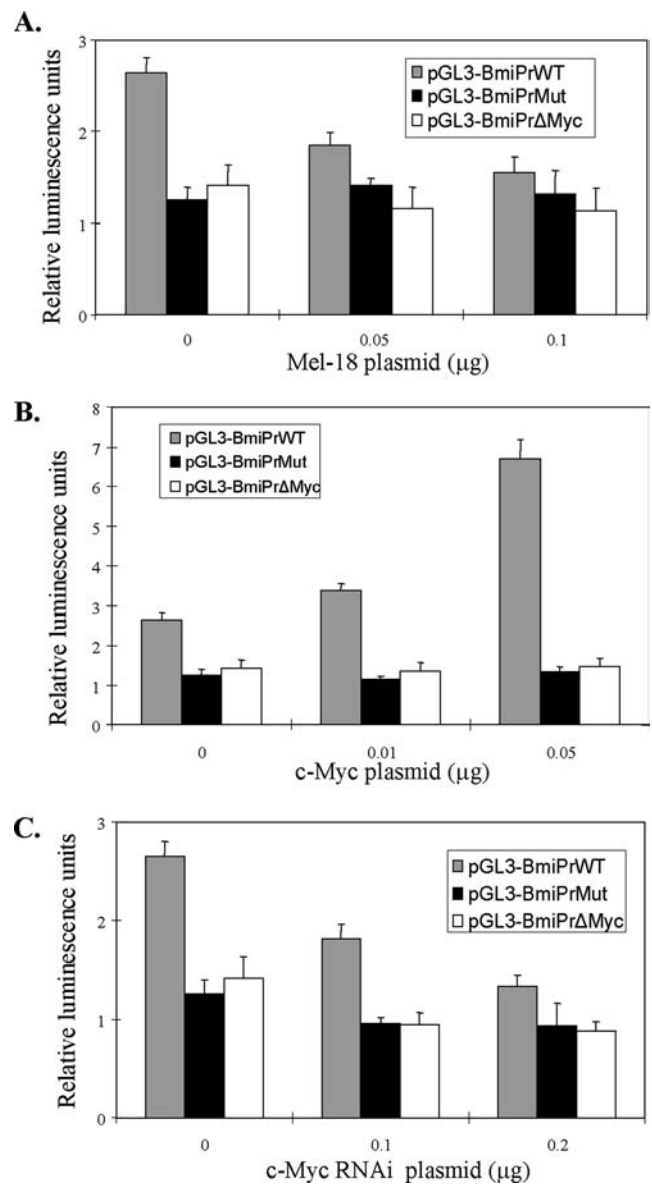 A.
Relative luminescence units
3
2
1
0
pGL3-BmiPrWT
pGL3-BmiPrMut
pGL3-BmiPrΔMyc
0 0.05 0.1
Mel-18 plasmid (μg)
B.
Relative luminescence units
8
7
6
5
4
3
2
1
0
pGL3-BmiPrWT
pGL3-BmiPrMut
pGL3-BmiPrΔMyc
0 0.01 0.05
c-Myc plasmid (μg)
C.
Relative luminescence units
3
2
1
0
pGL3-BmiPrWT
pGL3-BmiPrMut
pGL3-BmiPrΔMyc
0 0.1 0.2
c-Myc RNAi plasmid (μg)